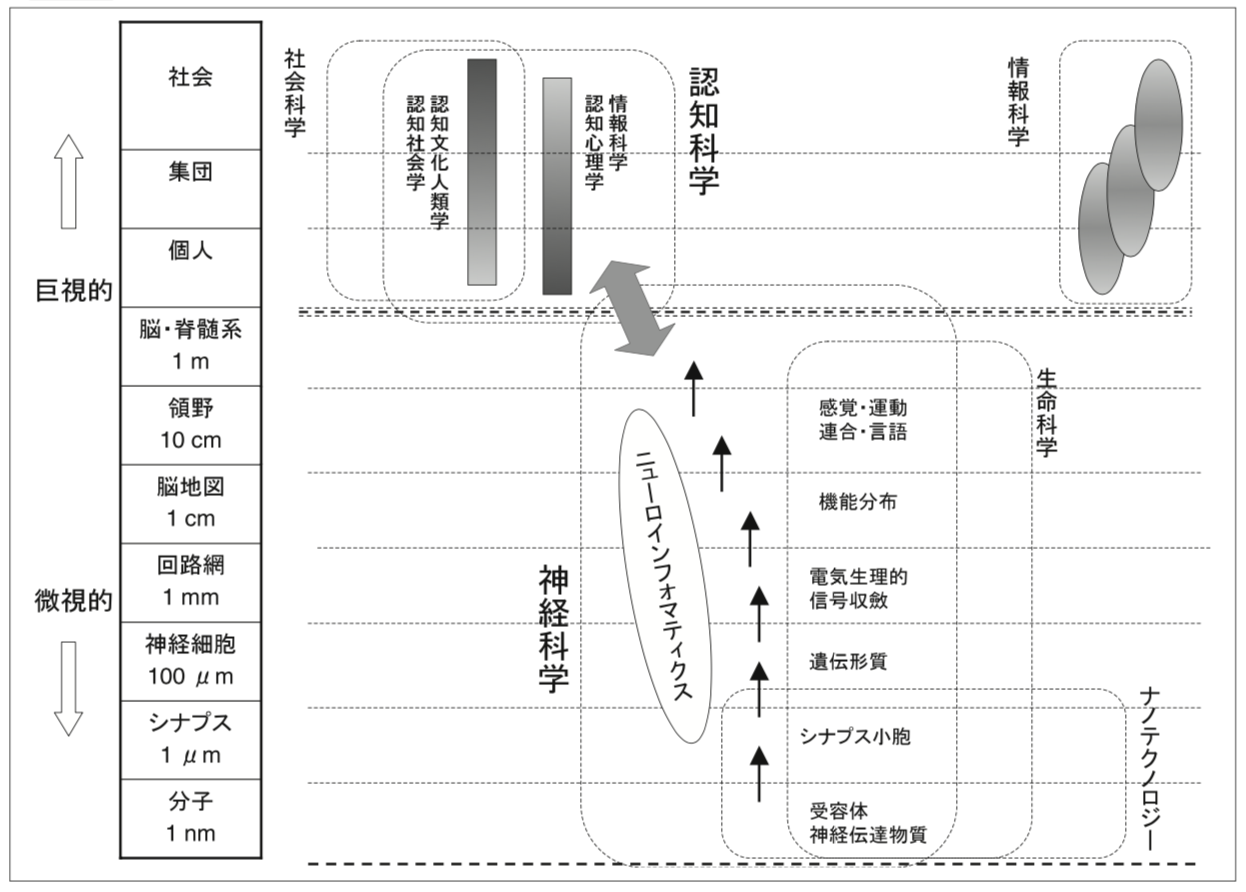 社会
集団
個人
脳・脊髄系
1 m
領野
10 cm
脳地図
1 cm
回路網
1 mm
神経細胞
100 μm
シナプス
1 μm
分子
1 nm
巨視的
微視的
社会科学
認知社会学
認知文化人類学
認知心理学
情報科学
認知科学
情報科学
感覚・運動
連合・言語
生命科学
機能分布
ニューロインフォマティクス
神経科学
電気生理的
信号収斂
遺伝形質
シナプス小胞
受容体
神経伝達物質
ナノテクノロジー